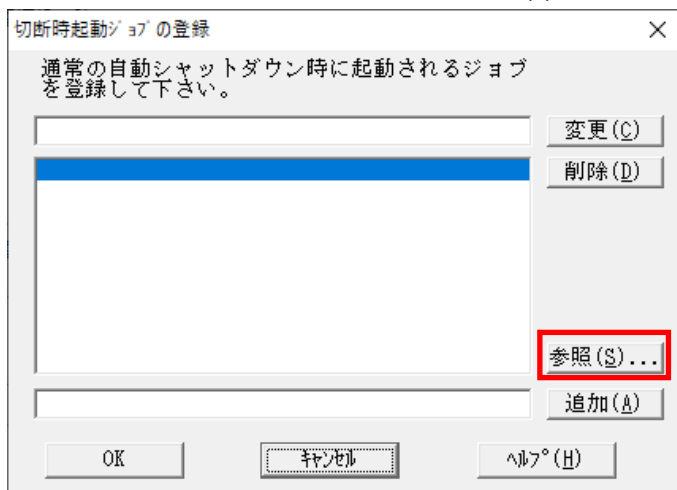 切断時起動ｼﾞｮﾌﾞの登録
通常の自動シャットダウン時に起動されるジョブ
を登録して下さい。
変更(C)
削除(D)
参照(S)...
追加(A)
OK
ｷｬﾝｾﾙ
ﾍﾙﾌﾟ(H)